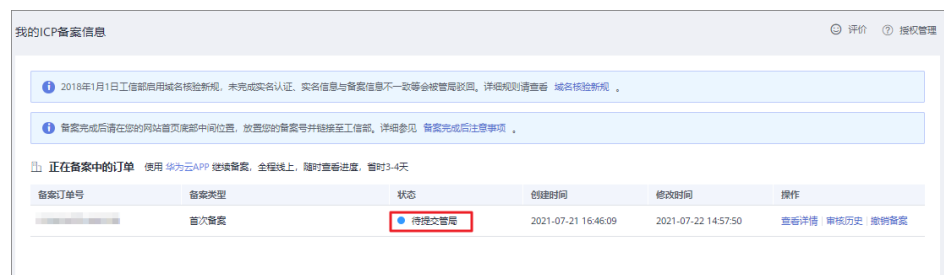 我的ICP备案信息
评价 授权管理
2018年1月1日工信部启用域名核验新规，未完成实名认证、实名信息与备案信息不一致等会被管局驳回。详细规则请查看 域名核验新规 。
备案完成后请在您的网站首页底部中间位置，放置您的备案号并链接至工信部。详细参见 备案完成后注意事项 。
正在备案中的订单 使用 华为云APP 继续备案，全程线上，随时查看进度，省时3-4天
备案订单号 备案类型 状态 创建时间 修改时间 操作
首次备案 待提交管局 2021-07-21 16:46:09 2021-07-22 14:57:50 查看详情 审核历史 撤销备案